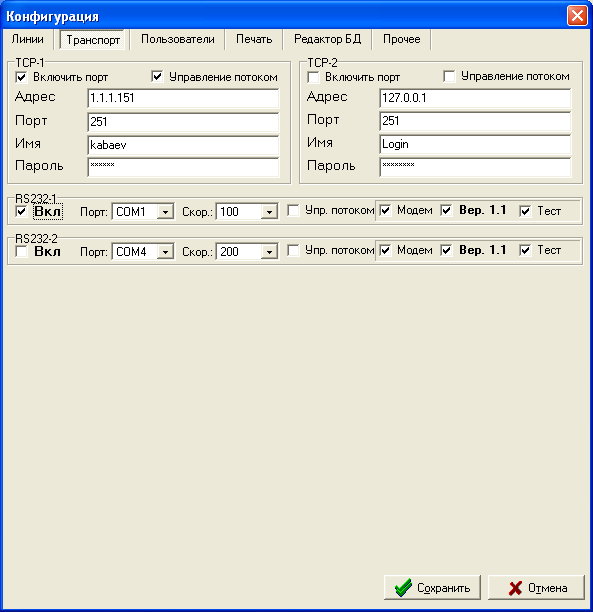 Конфигурация
Линии Транспорт Пользователи Печать Редактор БД Прочее
TCP-1
Включить порт Управление потоком
Адрес 1.1.1.151
Порт 251
Имя kabaev
Пароль ******
TCP-2
Включить порт Управление потоком
Адрес 127.0.0.1
Порт 251
Имя Login
Пароль ********
RS232-1
Вкл Порт: COM1 Скор.: 100 Упр. потоком Модем Вер. 1.1 Тест
RS232-2
Вкл Порт: COM4 Скор.: 200 Упр. потоком Модем Вер. 1.1 Тест
Сохранить Отмена